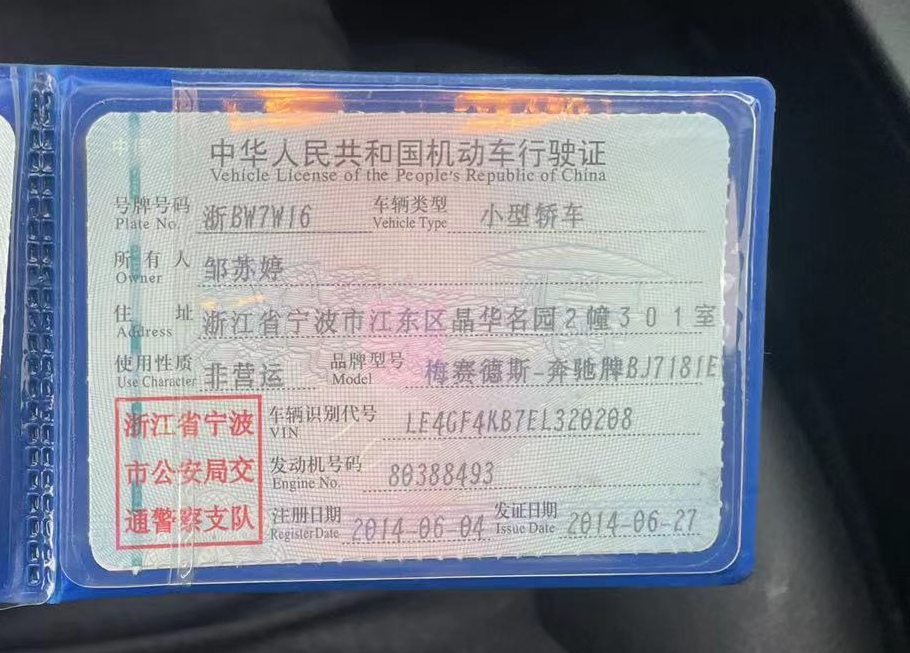 中华人民共和国机动车行驶证
Vehicle License of the People's Republic of China
号牌号码 浙BW7W16 车辆类型 小型轿车
Plate No. Vehicle Type
所有人 邹苏婷
Owner
住址 浙江省宁波市江东区晶华名园2幢301室
Address
使用性质 非营运 品牌型号 梅赛德斯-奔驰牌BJ7181E
Use Character Model
浙江省宁波
市公安局交
通警察支队
车辆识别代号 LE4GF4KB7EL320208
VIN
发动机号码 80388493
Engine No.
注册日期 2014-06-04 发证日期 2014-06-27
Register Date Issue Date